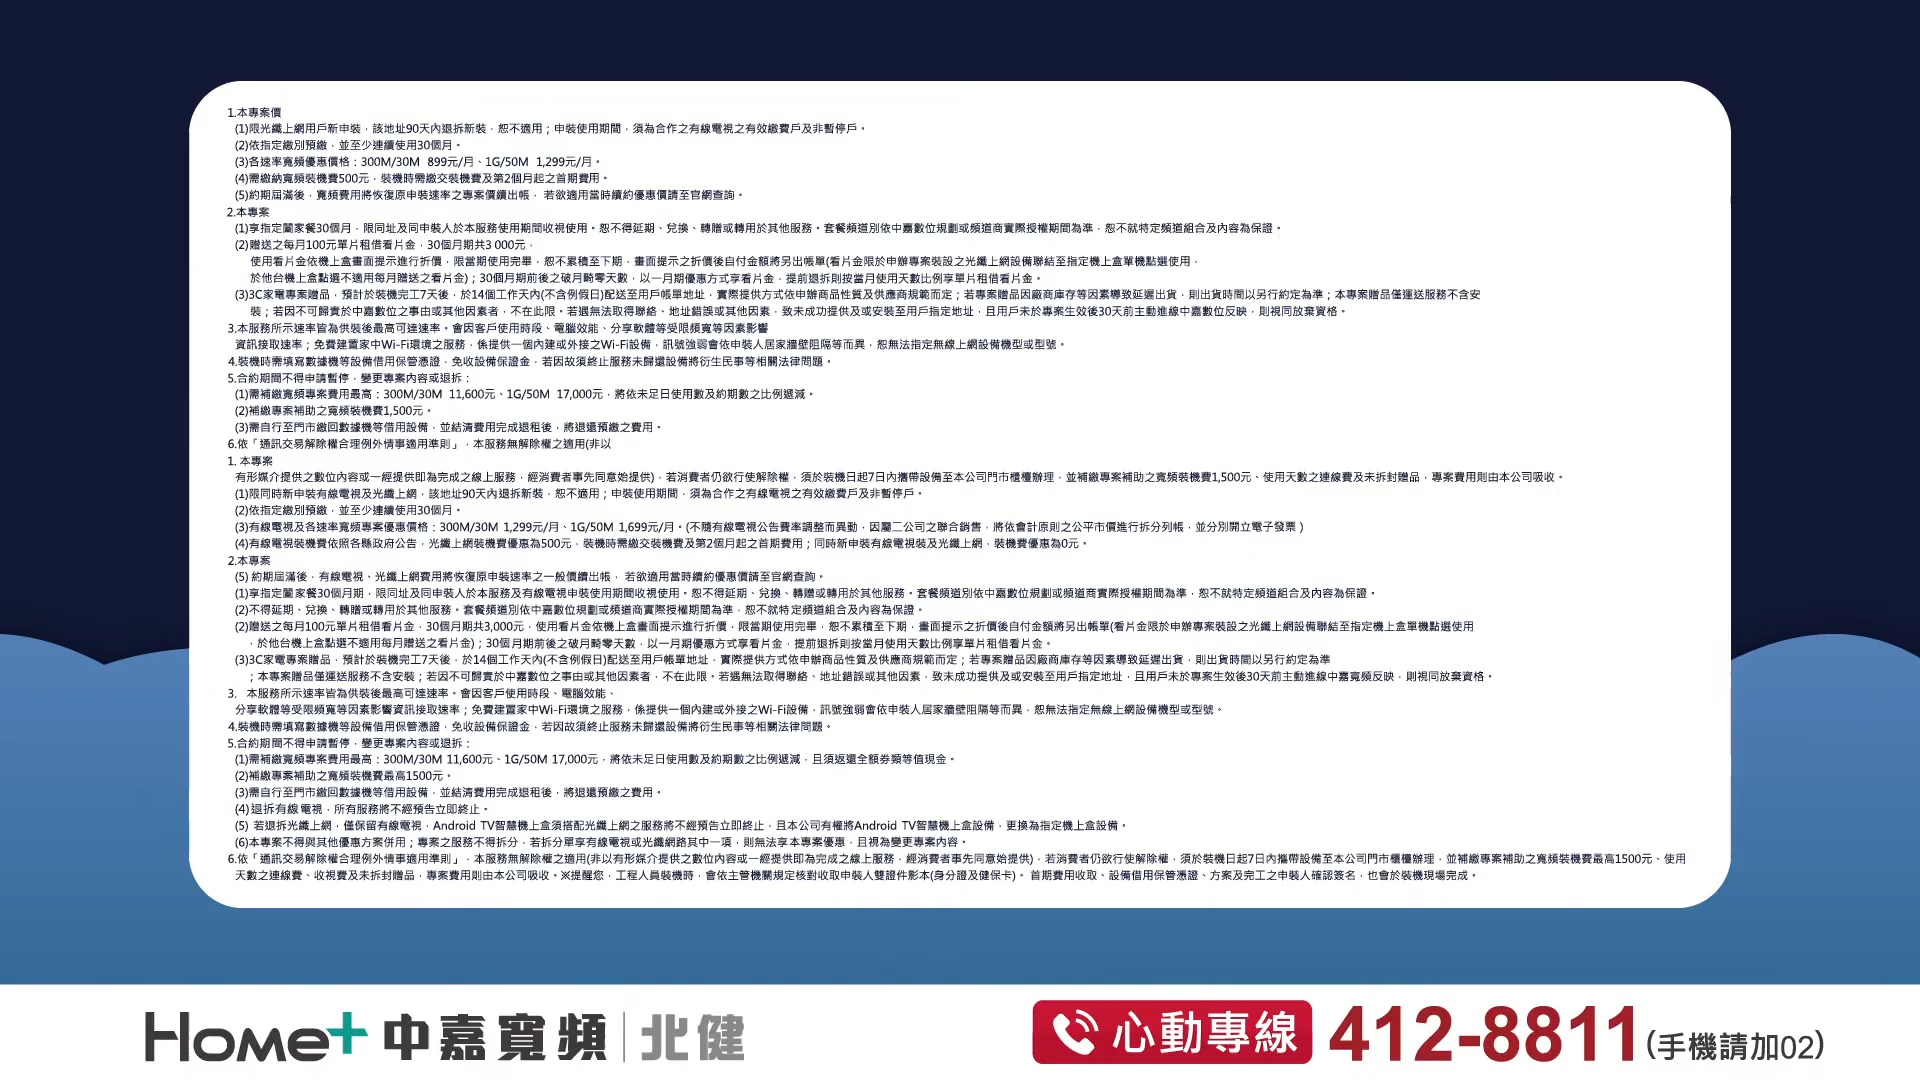 1.本專案價
(1)限光纖上網用戶新申裝，該地址90天內退拆新裝，恕不適用；申裝使用期間，須為合作之有線電視之有效繳費戶及非暫停戶。
(2)依指定繳別預繳，並至少連續使用30個月。
(3)各速率寬頻優惠價格：300M/30M 899元/月、1G/50M 1,299元/月。
(4)需繳納寬頻裝機費500元，裝機時需繳交裝機費及第2個月起之首期費用。
(5)約期屆滿後，寬頻費用將恢復原申裝速率之專案價續出帳， 若欲適用當時續約優惠價請至官網查詢。
2.本專案
(1)享指定闔家餐30個月，限同址及同申裝人於本服務使用期間收視使用。恕不得延期、兌換、轉贈或轉用於其他服務。套餐頻道別依中嘉數位規劃或頻道商實際授權期間為準，恕不就特定頻道組合及內容為保證。
(2)贈送之每月100元單片租借看片金，30個月期共3 000元，
使用看片金依機上盒畫面提示進行折價，限當期使用完畢，恕不累積至下期，畫面提示之折價後自付金額將另出帳單(看片金限於申辦專案裝設之光纖上網設備聯結至指定機上盒單機點選使用，
於他台機上盒點選不適用每月贈送之看片金)；30個月期前後之破月畸零天數，以一月期優惠方式享看片金，提前退拆則按當月使用天數比例享單片租借看片金。
(3)3C家電專案贈品，預計於裝機完工7天後，於14個工作天內(不含例假日)配送至用戶帳單地址，實際提供方式依申辦商品性質及供應商規範而定；若專案贈品因廠商庫存等因素導致延遲出貨，則出貨時間以另行約定為準；本專案贈品僅運送服務不含安
裝；若因不可歸責於中嘉數位之事由或其他因素者，不在此限。若遇無法取得聯絡、地址錯誤或其他因素，致未成功提供及或安裝至用戶指定地址，且用戶未於專案生效後30天前主動進線中嘉數位反映，則視同放棄資格。
3.本服務所示速率皆為供裝後最高可達速率。會因客戶使用時段、電腦效能、分享軟體等受限頻寬等因素影響
資訊接取速率；免費建置家中Wi-Fi環境之服務，係提供一個內建或外接之Wi-Fi設備，訊號強弱會依申裝人居家牆壁阻隔等而異，恕無法指定無線上網設備機型或型號。
4.裝機時需填寫數據機等設備借用保管憑證，免收設備保證金，若因故須終止服務未歸還設備將衍生民事等相關法律問題。
5.合約期間不得申請暫停，變更專案內容或退拆：
(1)需補繳寬頻專案費用最高：300M/30M 11,600元、1G/50M 17,000元，將依未足日使用數及約期數之比例遞減。
(2)補繳專案補助之寬頻裝機費1,500元。
(3)需自行至門市繳回數據機等借用設備，並結清費用完成退租後，將退還預繳之費用。
6.依「通訊交易解除權合理例外情事適用準則」，本服務無解除權之適用(非以
1. 本專案
有形媒介提供之數位內容或一經提供即為完成之線上服務，經消費者事先同意始提供)，若消費者仍欲行使解除權，須於裝機日起7日內攜帶設備至本公司門市櫃檯辦理，並補繳專案補助之寬頻裝機費1,500元、使用天數之連線費及未拆封贈品，專案費用則由本公司吸收。
(1)限同時新申裝有線電視及光纖上網，該地址90天內退拆新裝，恕不適用；申裝使用期間，須為合作之有線電視之有效繳費戶及非暫停戶。
(2)依指定繳別預繳，並至少連續使用30個月。
(3)有線電視及各速率寬頻專案優惠價格：300M/30M 1,299元/月、1G/50M 1,699元/月。(不隨有線電視公告費率調整而異動，因屬二公司之聯合銷售，將依會計原則之公平市價進行拆分列帳，並分別開立電子發票 )
(4)有線電視裝機費依照各縣政府公告，光纖上網裝機費優惠為500元，裝機時需繳交裝機費及第2個月起之首期費用；同時新申裝有線電視裝及光纖上網，裝機費優惠為0元。
2.本專案
(5) 約期屆滿後，有線電視、光纖上網費用將恢復原申裝速率之一般價續出帳， 若欲適用當時續約優惠價請至官網查詢。
(1)享指定闔家餐30個月期，限同址及同申裝人於本服務及有線電視申裝使用期間收視使用。恕不得延期、兌換、轉贈或轉用於其他服務。套餐頻道別依中嘉數位規劃或頻道商實際授權期間為準，恕不就特定頻道組合及內容為保證。
(2)不得延期、兌換、轉贈或轉用於其他服務。套餐頻道別依中嘉數位規劃或頻道商實際授權期間為準，恕不就特定頻道組合及內容為保證。
(2)贈送之每月100元單片租借看片金，30個月期共3,000元，使用看片金依機上盒畫面提示進行折價，限當期使用完畢，恕不累積至下期，畫面提示之折價後自付金額將另出帳單(看片金限於申辦專案裝設之光纖上網設備聯結至指定機上盒單機點選使用
，於他台機上盒點選不適用每月贈送之看片金)；30個月期前後之破月畸零天數，以一月期優惠方式享看片金，提前退拆則按當月使用天數比例享單片租借看片金。
(3)3C家電專案贈品，預計於裝機完工7天後，於14個工作天內(不含例假日)配送至用戶帳單地址，實際提供方式依申辦商品性質及供應商規範而定；若專案贈品因廠商庫存等因素導致延遲出貨，則出貨時間以另行約定為準
；本專案贈品僅運送服務不含安裝；若因不可歸責於中嘉數位之事由或其他因素者，不在此限。若遇無法取得聯絡、地址錯誤或其他因素，致未成功提供及或安裝至用戶指定地址，且用戶未於專案生效後30天前主動進線中嘉寬頻反映，則視同放棄資格。
3. 本服務所示速率皆為供裝後最高可達速率。會因客戶使用時段、電腦效能、
分享軟體等受限頻寬等因素影響資訊接取速率；免費建置家中Wi-Fi環境之服務，係提供一個內建或外接之Wi-Fi設備，訊號強弱會依申裝人居家牆壁阻隔等而異，恕無法指定無線上網設備機型或型號。
4.裝機時需填寫數據機等設備借用保管憑證，免收設備保證金，若因故須終止服務未歸還設備將衍生民事等相關法律問題。
5.合約期間不得申請暫停，變更專案內容或退拆：
(1)需補繳寬頻專案費用最高：300M/30M 11,600元、1G/50M 17,000元，將依未足日使用數及約期數之比例遞減，且須返還全額券類等值現金。
(2)補繳專案補助之寬頻裝機費最高1500元。
(3)需自行至門市繳回數據機等借用設備，並結清費用完成退租後，將退還預繳之費用。
(4)退拆有線電視，所有服務將不經預告立即終止。
(5) 若退拆光纖上網，僅保留有線電視，Android TV智慧機上盒須搭配光纖上網之服務將不經預告立即終止，且本公司有權將Android TV智慧機上盒設備，更換為指定機上盒設備。
(6)本專案不得與其他優惠方案併用；專案之服務不得拆分，若拆分單享有線電視或光纖網路其中一項，則無法享本專案優惠，且視為變更專案內容。
6.依「通訊交易解除權合理例外情事適用準則」，本服務無解除權之適用(非以有形媒介提供之數位內容或一經提供即為完成之線上服務，經消費者事先同意始提供)，若消費者仍欲行使解除權，須於裝機日起7日內攜帶設備至本公司門市櫃檯辦理，並補繳專案補助之寬頻裝機費最高1500元、使用
天數之連線費、收視費及未拆封贈品，專案費用則由本公司吸收。※提醒您，工程人員裝機時，會依主管機關規定核對收取申裝人雙證件影本(身分證及健保卡)。 首期費用收取、設備借用保管憑證、方案及完工之申裝人確認簽名，也會於裝機現場完成。
Home+ 中嘉寬頻 北健
心動專線 412-8811 (手機請加02)